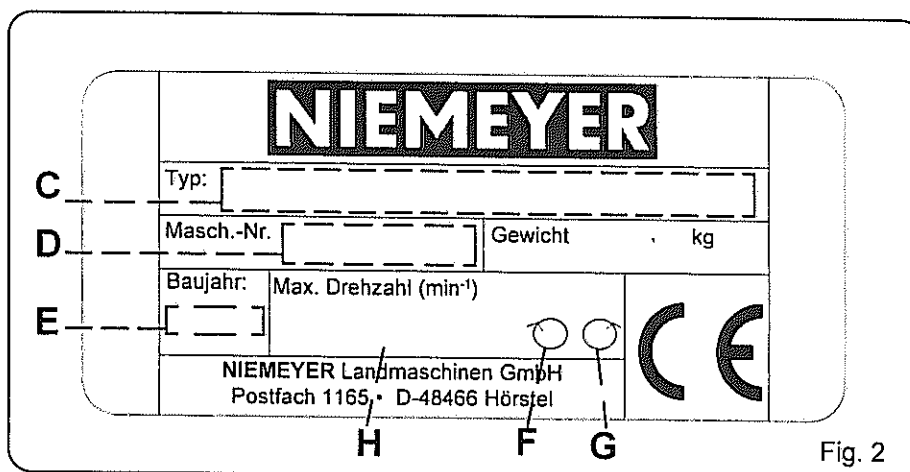 NIEMEYER
C Typ:
D Masch.-Nr. Gewicht kg
E Baujahr: Max. Drehzahl (min⁻¹)
NIEMEYER Landmaschinen GmbH
Postfach 1165 • D-48466 Hörstel
H F G
Fig. 2